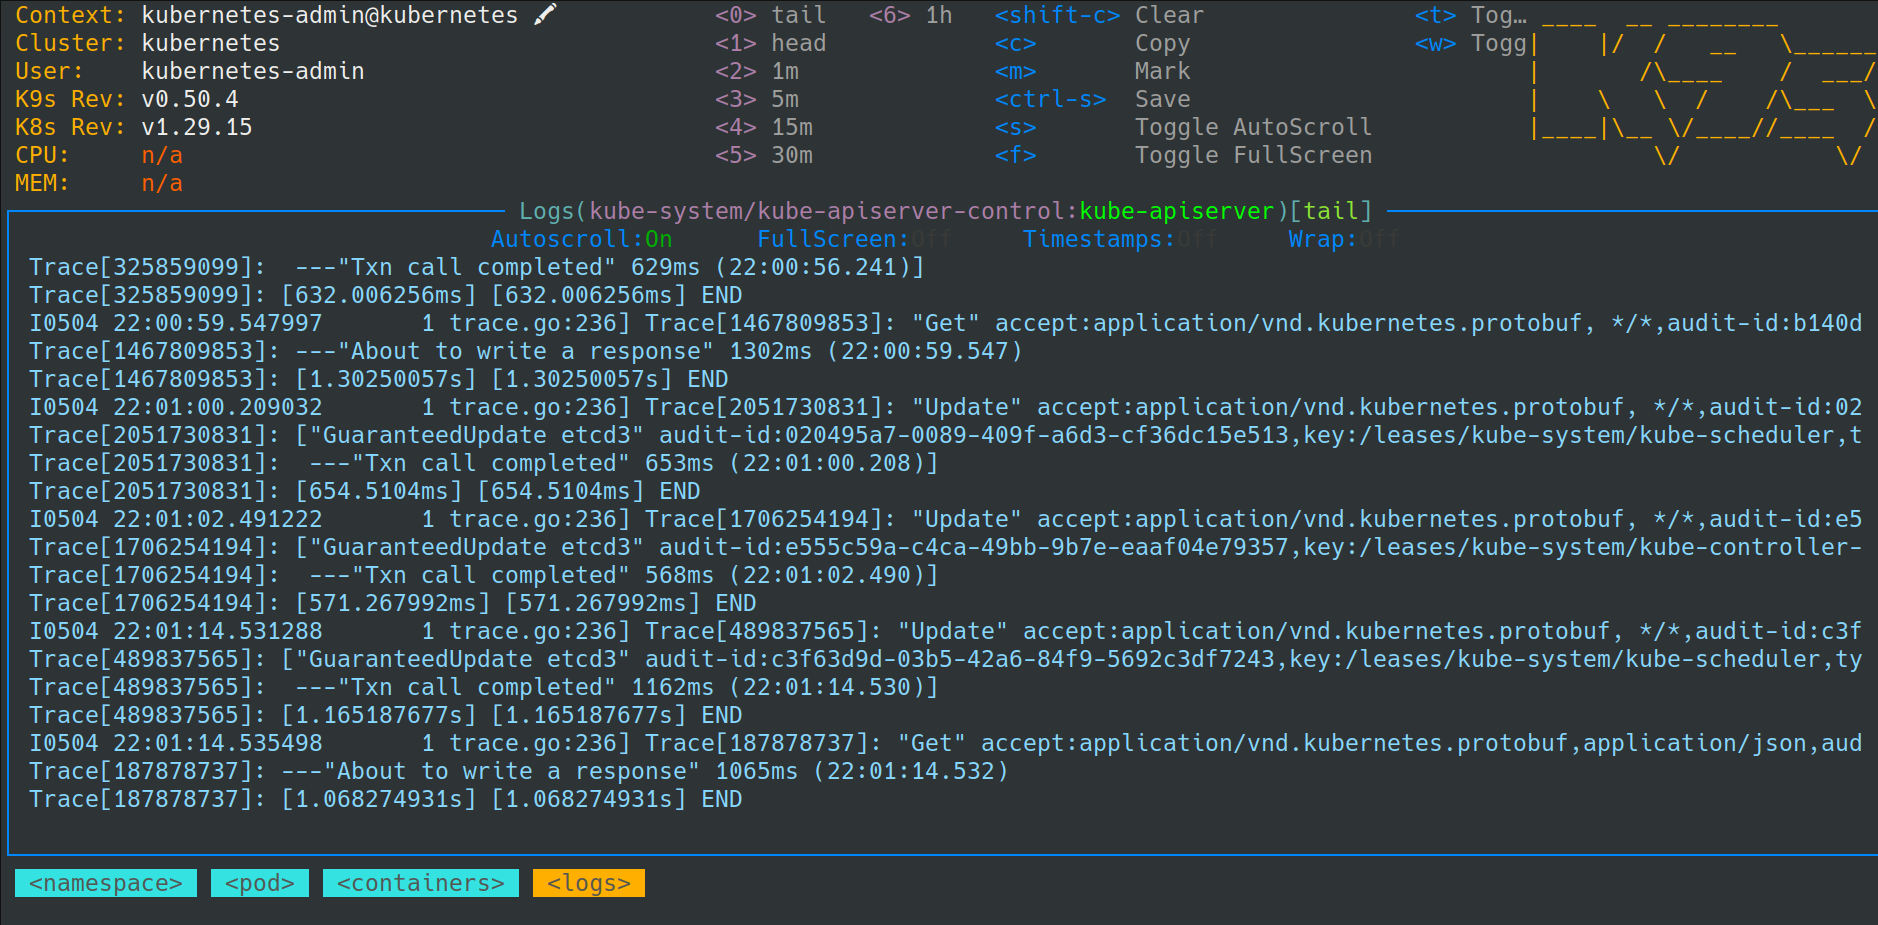 Context: kubernetes-admin@kubernetes <0> tail <6> 1h <shift-c> Clear <t> Tog…
Cluster: kubernetes <1> head <c> Copy <w> Togg
User: kubernetes-admin <2> 1m <m> Mark
K9s Rev: v0.50.4 <3> 5m <ctrl-s> Save
K8s Rev: v1.29.15 <4> 15m <s> Toggle AutoScroll
CPU: n/a <5> 30m <f> Toggle FullScreen
MEM: n/a
Logs(kube-system/kube-apiserver-control:kube-apiserver)[tail]
Autoscroll:On FullScreen:Off Timestamps:Off Wrap:Off
Trace[325859099]:  ---"Txn call completed" 629ms (22:00:56.241)]
Trace[325859099]: [632.006256ms] [632.006256ms] END
I0504 22:00:59.547997       1 trace.go:236] Trace[1467809853]: "Get" accept:application/vnd.kubernetes.protobuf, */*,audit-id:b140d
Trace[1467809853]: ---"About to write a response" 1302ms (22:00:59.547)
Trace[1467809853]: [1.30250057s] [1.30250057s] END
I0504 22:01:00.209032       1 trace.go:236] Trace[2051730831]: "Update" accept:application/vnd.kubernetes.protobuf, */*,audit-id:02
Trace[2051730831]: ["GuaranteedUpdate etcd3" audit-id:020495a7-0089-409f-a6d3-cf36dc15e513,key:/leases/kube-system/kube-scheduler,t
Trace[2051730831]:  ---"Txn call completed" 653ms (22:01:00.208)]
Trace[2051730831]: [654.5104ms] [654.5104ms] END
I0504 22:01:02.491222       1 trace.go:236] Trace[1706254194]: "Update" accept:application/vnd.kubernetes.protobuf, */*,audit-id:e5
Trace[1706254194]: ["GuaranteedUpdate etcd3" audit-id:e555c59a-c4ca-49bb-9b7e-eaaf04e79357,key:/leases/kube-system/kube-controller-
Trace[1706254194]:  ---"Txn call completed" 568ms (22:01:02.490)]
Trace[1706254194]: [571.267992ms] [571.267992ms] END
I0504 22:01:14.531288       1 trace.go:236] Trace[489837565]: "Update" accept:application/vnd.kubernetes.protobuf, */*,audit-id:c3f
Trace[489837565]: ["GuaranteedUpdate etcd3" audit-id:c3f63d9d-03b5-42a6-84f9-5692c3df7243,key:/leases/kube-system/kube-scheduler,ty
Trace[489837565]:  ---"Txn call completed" 1162ms (22:01:14.530)]
Trace[489837565]: [1.165187677s] [1.165187677s] END
I0504 22:01:14.535498       1 trace.go:236] Trace[187878737]: "Get" accept:application/vnd.kubernetes.protobuf,application/json,aud
Trace[187878737]: ---"About to write a response" 1065ms (22:01:14.532)
Trace[187878737]: [1.068274931s] [1.068274931s] END
<namespace> <pod> <containers> <logs>